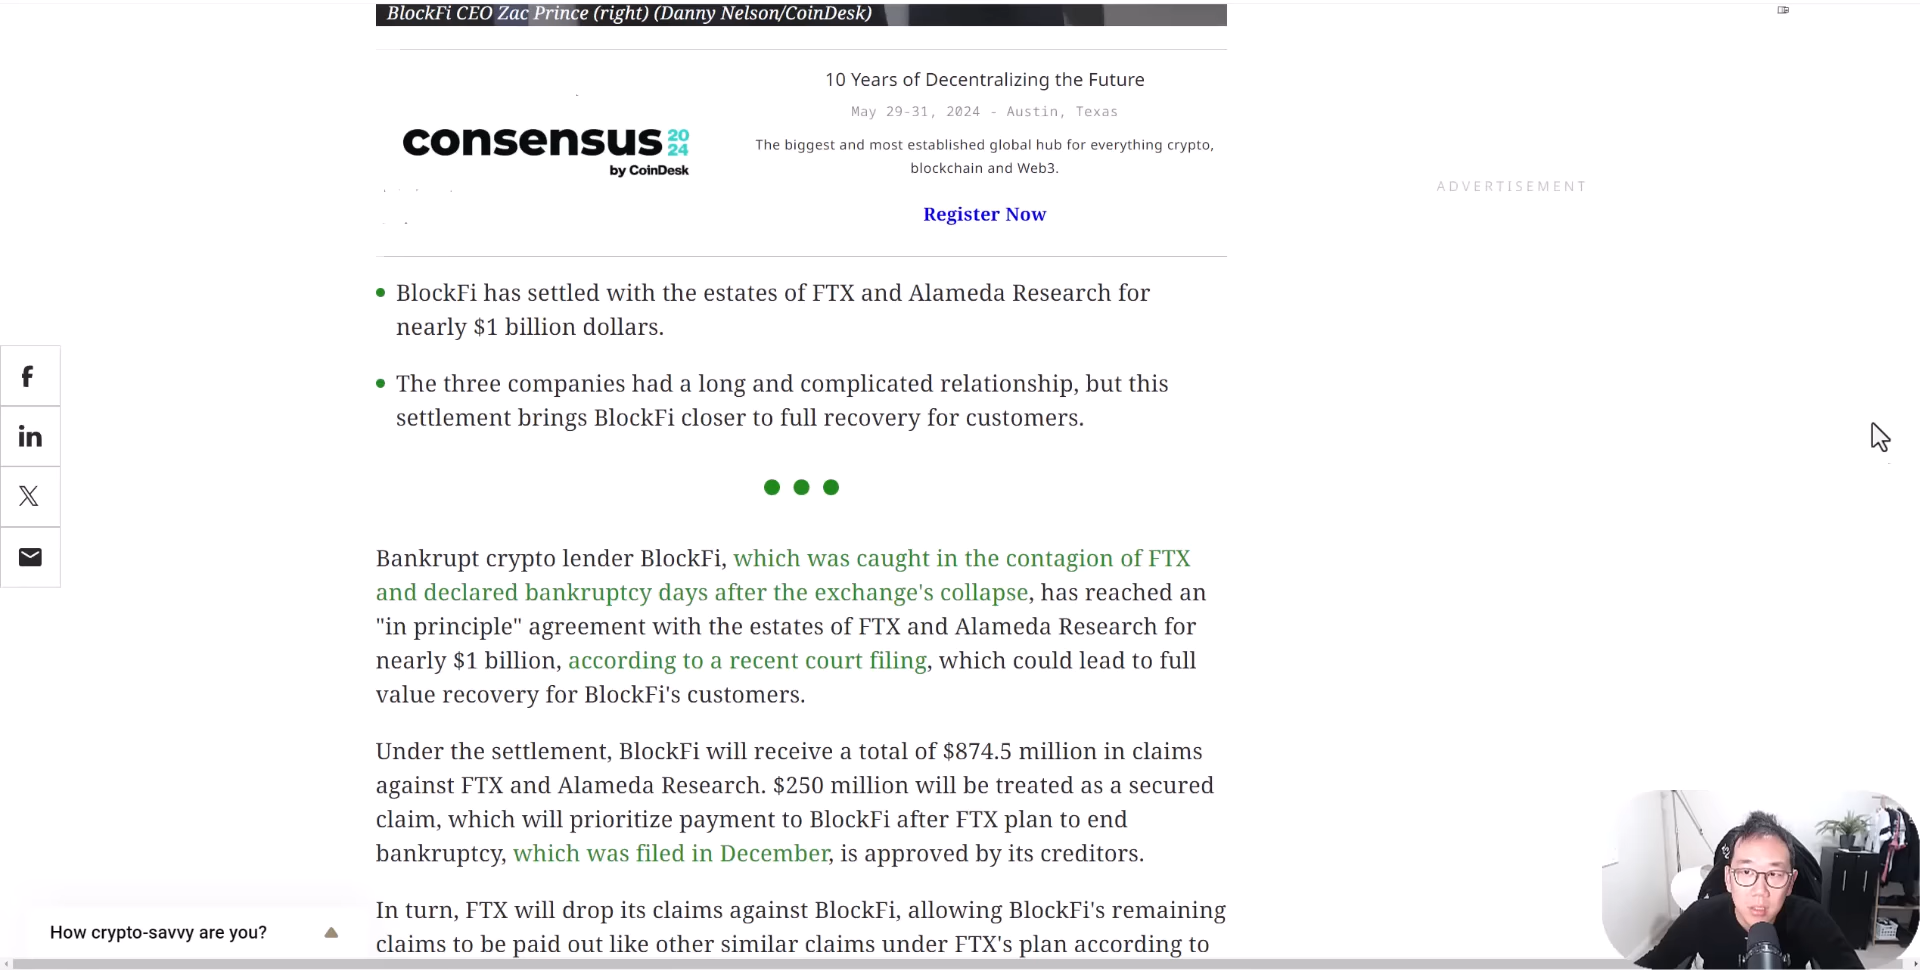 BlockFi CEO Zac Prince (right) (Danny Nelson/CoinDesk)
consensus 20
24
by CoinDesk
10 Years of Decentralizing the Future
May 29-31, 2024 - Austin, Texas
The biggest and most established global hub for everything crypto,
blockchain and Web3.
Register Now
ADVERTISEMENT
BlockFi has settled with the estates of FTX and Alameda Research for
nearly $1 billion dollars.
The three companies had a long and complicated relationship, but this
settlement brings BlockFi closer to full recovery for customers.
Bankrupt crypto lender BlockFi, which was caught in the contagion of FTX
and declared bankruptcy days after the exchange's collapse, has reached an
"in principle" agreement with the estates of FTX and Alameda Research for
nearly $1 billion, according to a recent court filing, which could lead to full
value recovery for BlockFi's customers.
Under the settlement, BlockFi will receive a total of $874.5 million in claims
against FTX and Alameda Research. $250 million will be treated as a secured
claim, which will prioritize payment to BlockFi after FTX plan to end
bankruptcy, which was filed in December, is approved by its creditors.
In turn, FTX will drop its claims against BlockFi, allowing BlockFi's remaining
claims to be paid out like other similar claims under FTX's plan according to
How crypto-savvy are you?